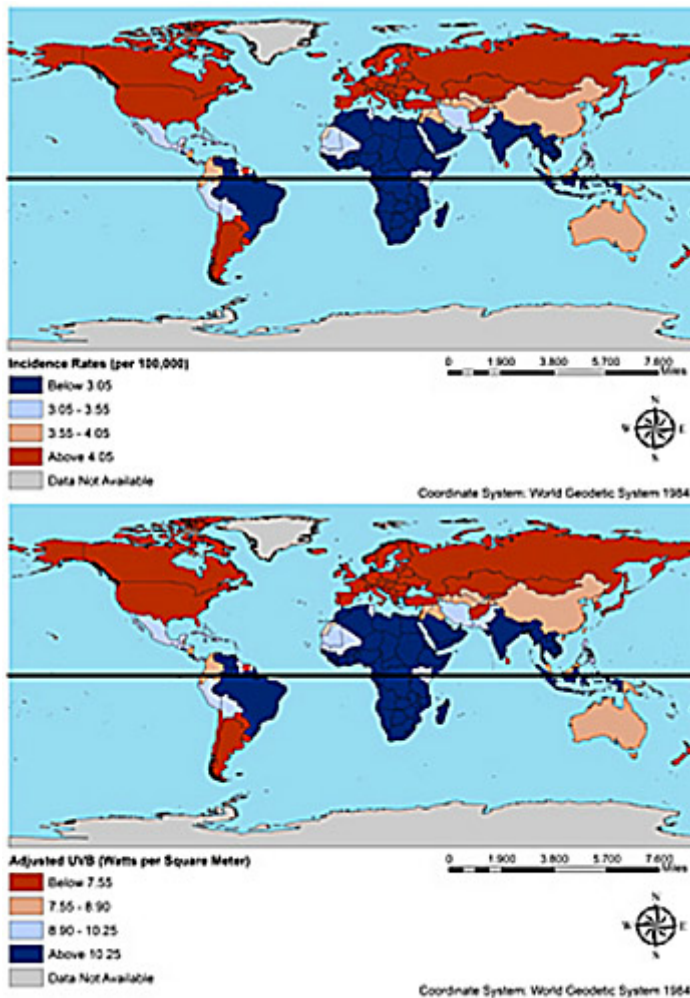 Incidence Rates (per 100,000)
Below 3.05
3.05 - 3.55
3.55 - 4.05
Above 4.05
Data Not Available
0 1.900 3.800 5.700 7.600
Miles
N
W E
S
Coordinate System: World Geodetic System 1984
Adjusted UVB (Watts per Square Meter)
Below 7.55
7.55 - 8.90
8.90 - 10.25
Above 10.25
Data Not Available
0 1.900 3.800 5.700 7.600
Miles
N
W E
S
Coordinate System: World Geodetic System 1984